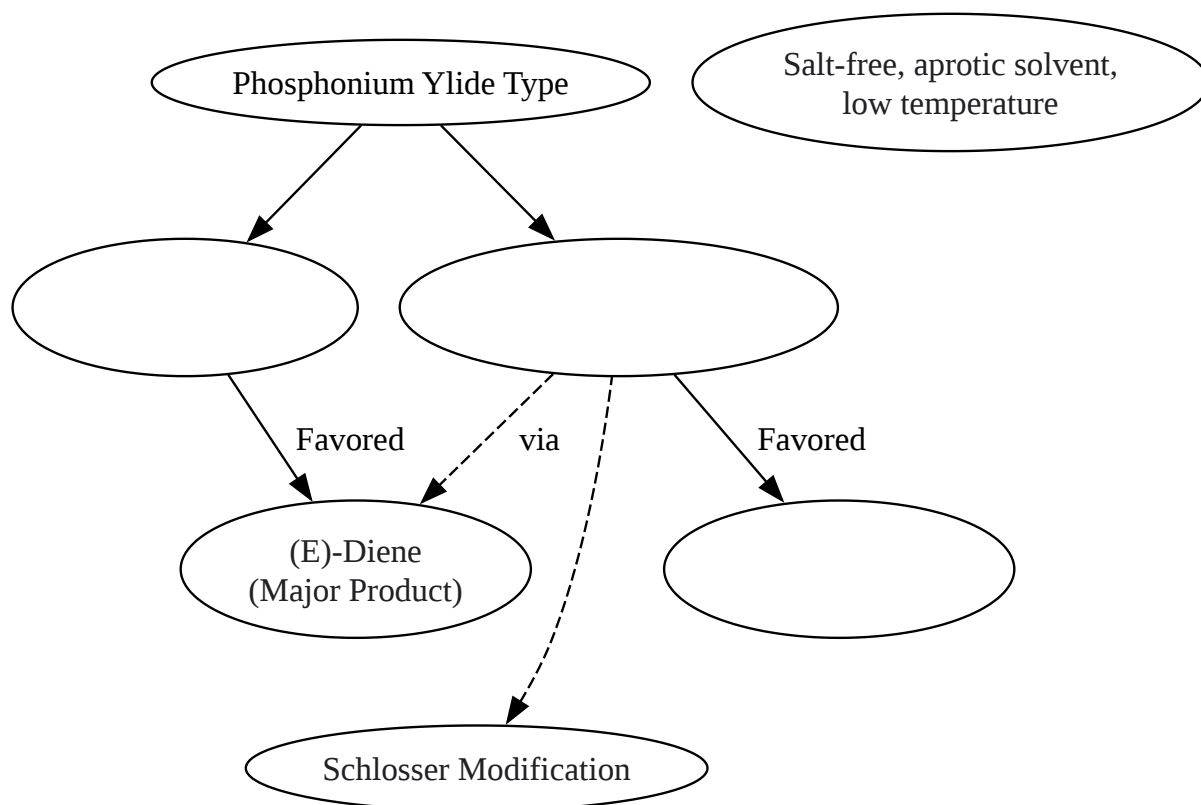 Phosphonium Ylide Type
Salt-free, aprotic solvent,
low temperature
Favored
via
Favored
(E)-Diene
(Major Product)
Schlosser Modification